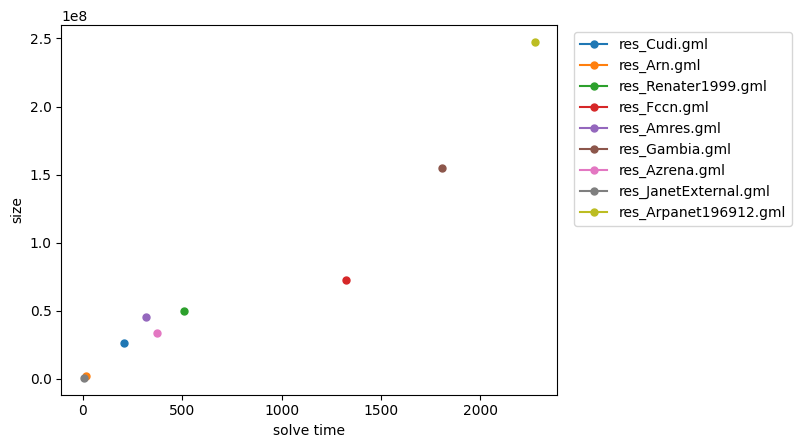 1e8
2.5
2.0
1.5
1.0
0.5
0.0
size
0
500
1000
1500
2000
solve time
res_Cudi.gml
res_Arn.gml
res_Renater1999.gml
res_Fccn.gml
res_Amres.gml
res_Gambia.gml
res_Azrena.gml
res_JanetExternal.gml
res_Arpanet196912.gml